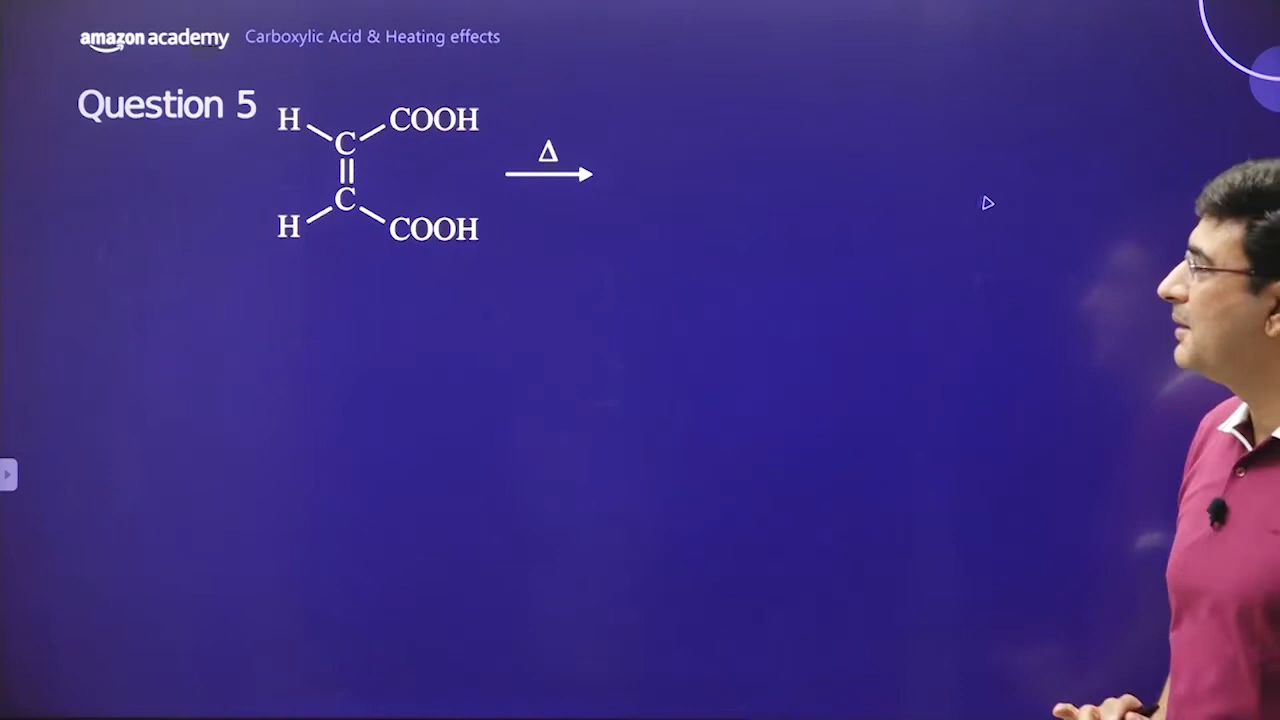 amazon academy Carboxylic Acid & Heating effects
Question 5
H COOH
C
Δ
||
C
H COOH